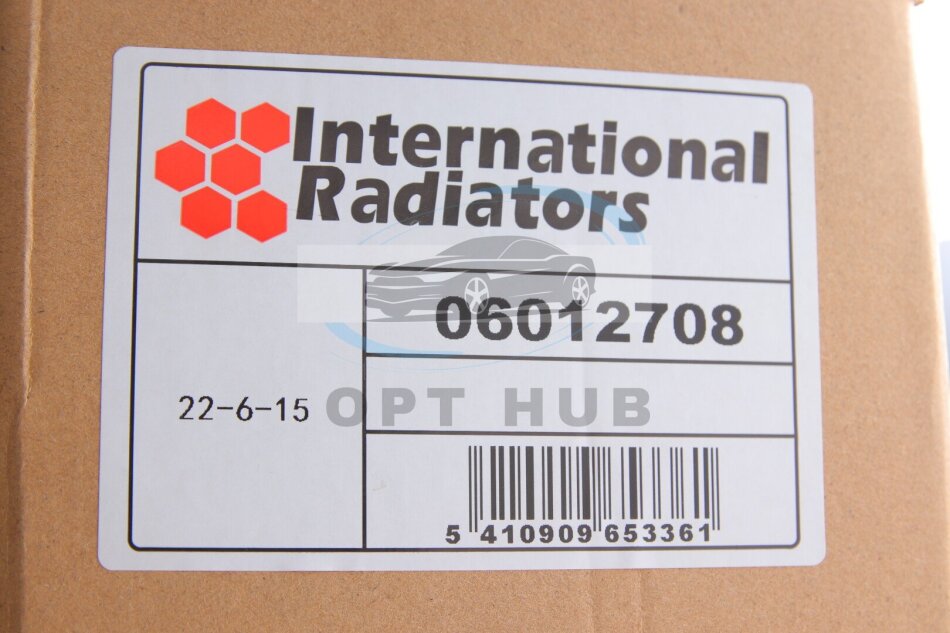 International
Radiators
06012708
22-6-15
OPT HUB
5 410909 653361